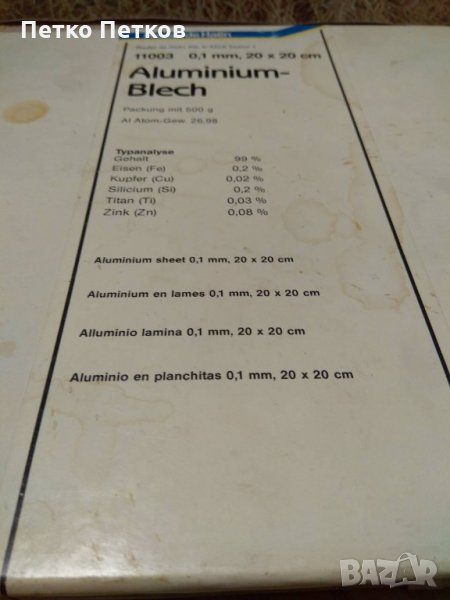 Петко Петков
11003 0,1 mm, 20 x 20 cm
Aluminium-
Blech
Packung mit 500 g
Al Atom-Gew. 26,98
Typanalyse
Gehalt 99 %
Eisen (Fe) 0,2 %
Kupfer (Cu) 0,02 %
Silicium (Si) 0,2 %
Titan (Ti) 0,03 %
Zink (Zn) 0,08 %
Aluminium sheet 0,1 mm, 20 x 20 cm
Aluminium en lames 0,1 mm, 20 x 20 cm
Alluminio lamina 0,1 mm, 20 x 20 cm
Aluminio en planchitas 0,1 mm, 20 x 20 cm
bazar